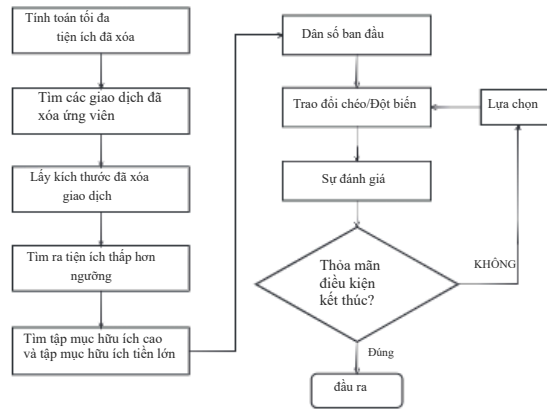 Tính toán tối đa
tiện ích đã xóa
Tìm các giao dịch đã
xóa ứng viên
Lấy kích thước đã xóa
giao dịch
Tìm ra tiện ích thấp hơn
ngưỡng
Tìm tập mục hữu ích cao
và tập mục hữu ích tiền lớn
Dân số ban đầu
Trao đổi chéo/Đột biến
Lựa chọn
Sự đánh giá
Thỏa mãn
điều kiện
kết thúc?
KHÔNG
Đúng
đầu ra